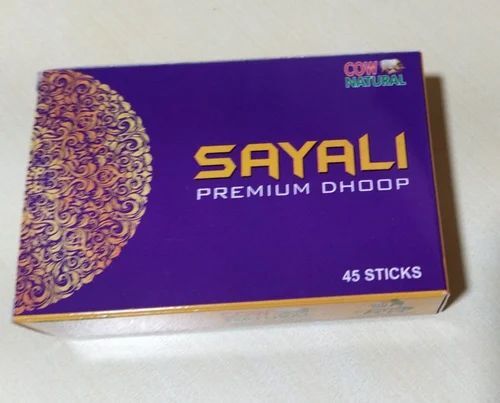 COW
NATURAL
SAYALI
PREMIUM DHOOP
45 STICKS